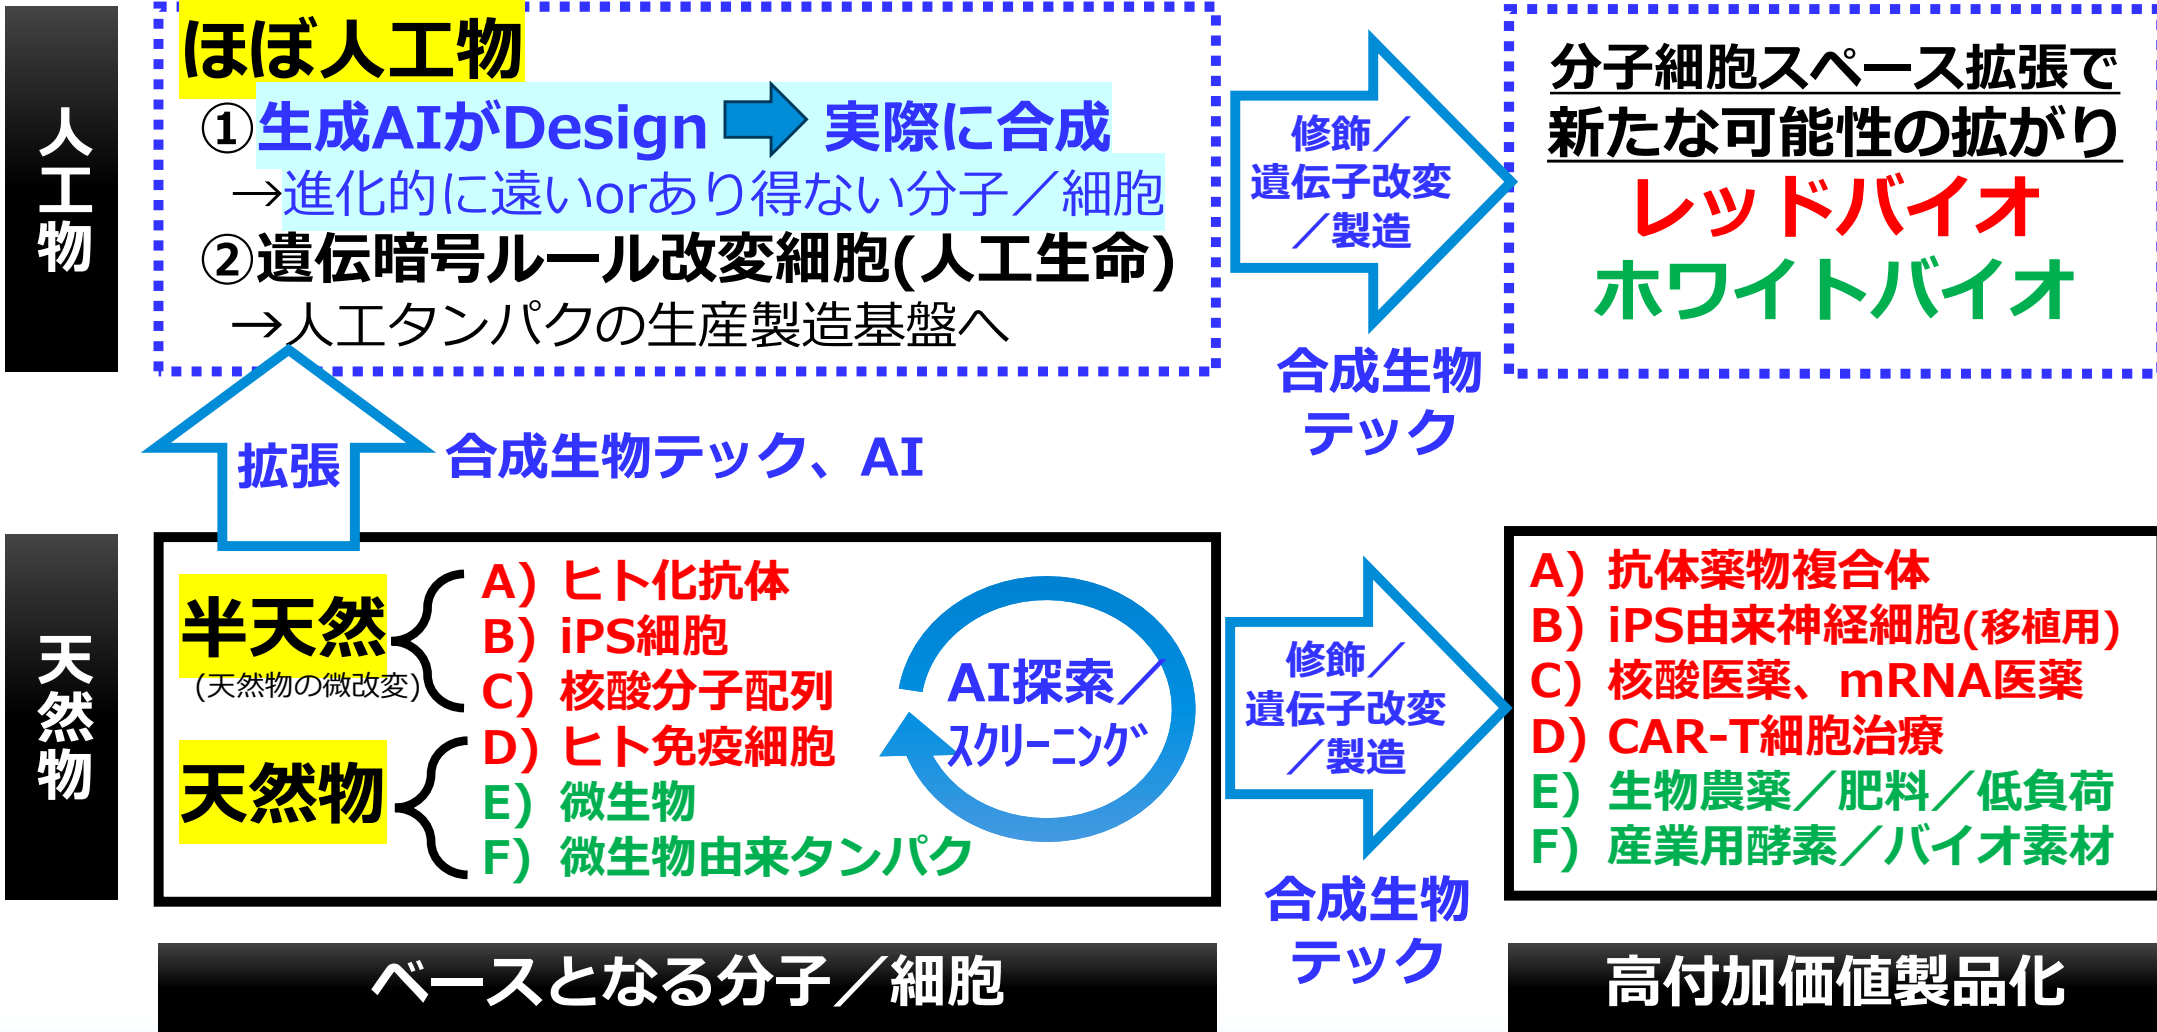 人工物
ほぼ人工物
①生成AIがDesign 実際に合成
→進化的に遠いorあり得ない分子／細胞
②遺伝暗号ルール改変細胞(人工生命)
→人工タンパクの生産製造基盤へ
修飾／
遺伝子改変
／製造
合成生物
テック
分子細胞スペース拡張で
新たな可能性の拡がり
レッドバイオ
ホワイトバイオ
拡張
合成生物テック、AI
天然物
半天然
(天然物の微改変)
天然物
A) ヒト化抗体
B) iPS細胞
C) 核酸分子配列
D) ヒト免疫細胞
E) 微生物
F) 微生物由来タンパク
AI探索／
ｽｸﾘｰﾆﾝｸﾞ
修飾／
遺伝子改変
／製造
合成生物
テック
A) 抗体薬物複合体
B) iPS由来神経細胞(移植用)
C) 核酸医薬、mRNA医薬
D) CAR-T細胞治療
E) 生物農薬／肥料／低負荷
F) 産業用酵素／バイオ素材
ベースとなる分子／細胞
高付加価値製品化